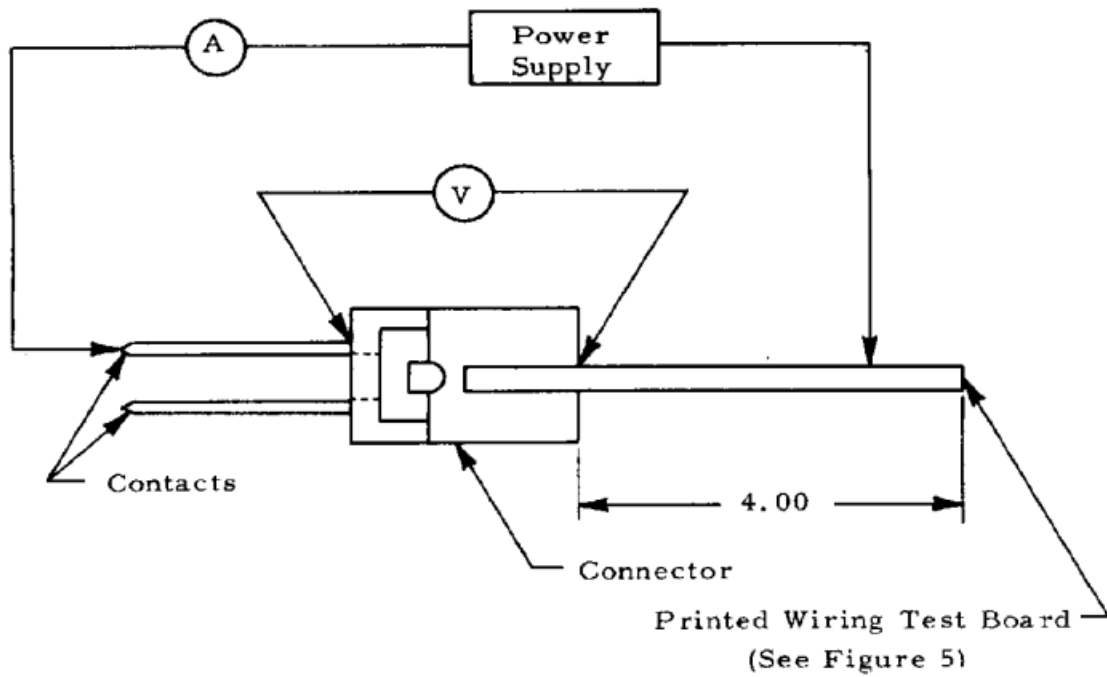 A
Power
Supply
V
Contacts
4.00
Connector
Printed Wiring Test Board
(See Figure 5)